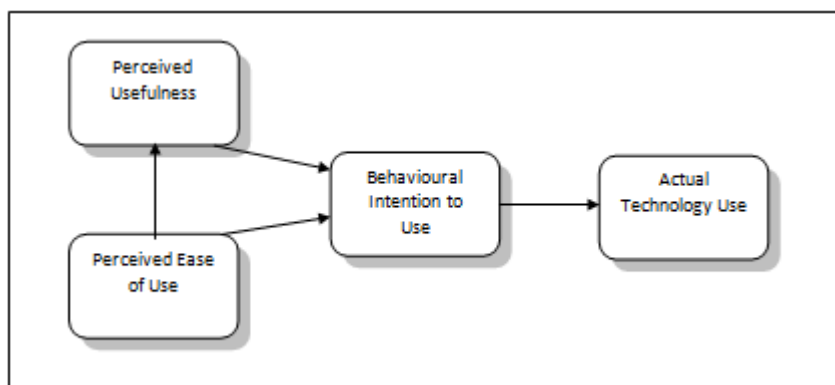 Perceived
Usefulness
Behavioural
Intention to
Use
Actual
Technology Use
Perceived Ease
of Use